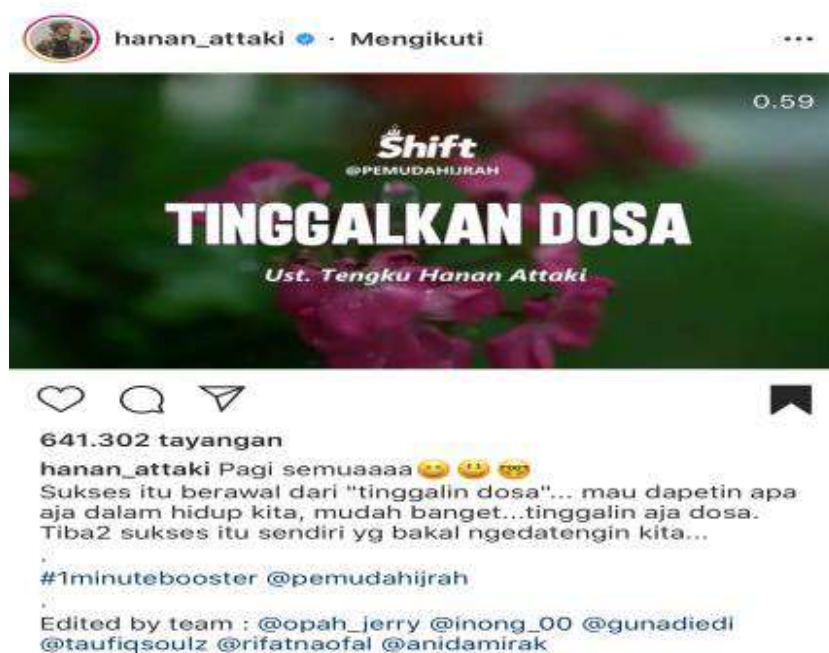 hanan_attaki · Mengikuti
0.59
Shift
@PEMUDAHIJRAH
TINGGALKAN DOSA
Ust. Tengku Hanan Attaki
641.302 tayangan
hanan_attaki Pagi semuaaaa😀😃🤓
Sukses itu berawal dari "tinggalin dosa"... mau dapetin apa
aja dalam hidup kita, mudah banget...tinggalin aja dosa.
Tiba2 sukses itu sendiri yg bakal ngedatengin kita...
.
#1minutebooster @pemudahijrah
.
Edited by team : @opah_jerry @inong_00 @gunadiedi
@taufiqsoulz @rifatnaofal @anidamirak